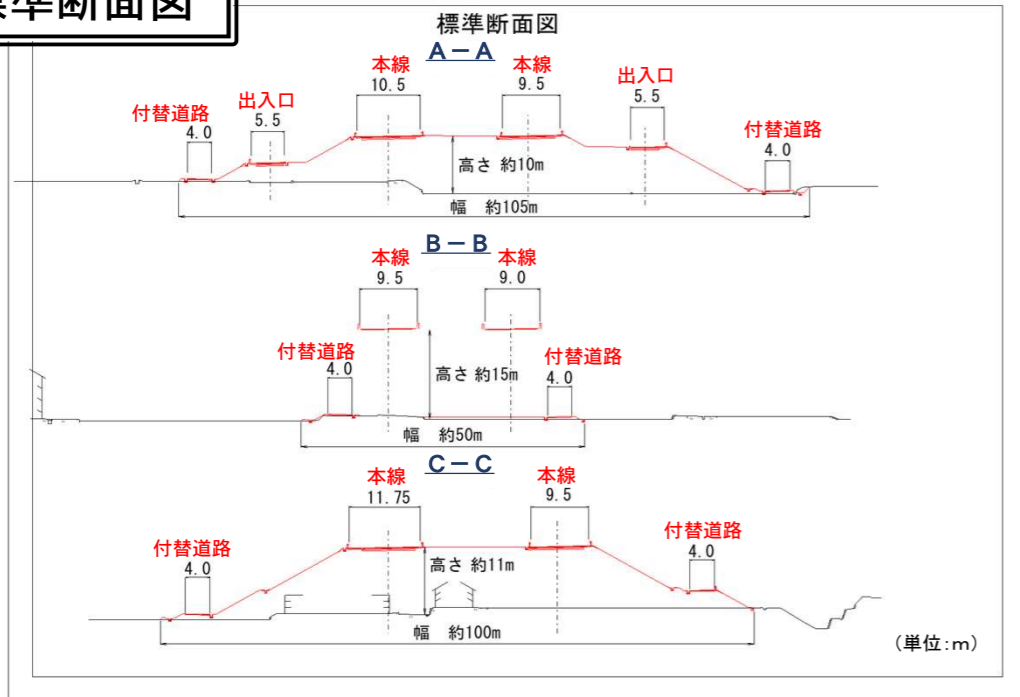 準断面図
標準断面図
A-A
本線 本線
10.5 9.5
出入口 出入口
5.5 5.5
付替道路 付替道路
4.0 4.0
高さ 約10m
幅 約105m
B-B
本線 本線
9.5 9.0
付替道路 付替道路
4.0 4.0
高さ 約15m
幅 約50m
C-C
本線 本線
11.75 9.5
付替道路 付替道路
4.0 4.0
高さ 約11m
幅 約100m
(単位:m)